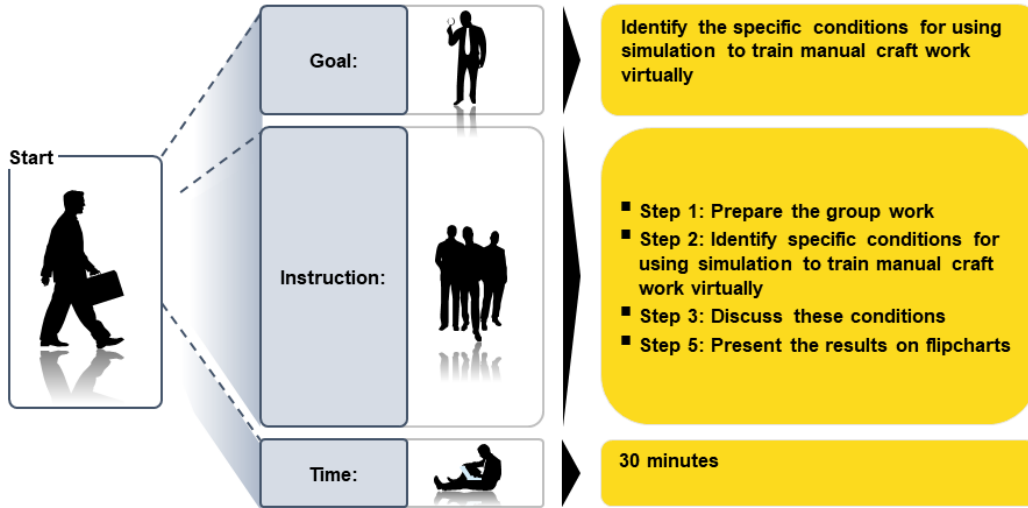 Start
Goal:
Identify the specific conditions for using
simulation to train manual craft work
virtually
Instruction:
▪ Step 1: Prepare the group work
▪ Step 2: Identify specific conditions for
using simulation to train manual craft
work virtually
▪ Step 3: Discuss these conditions
▪ Step 5: Present the results on flipcharts
Time:
30 minutes